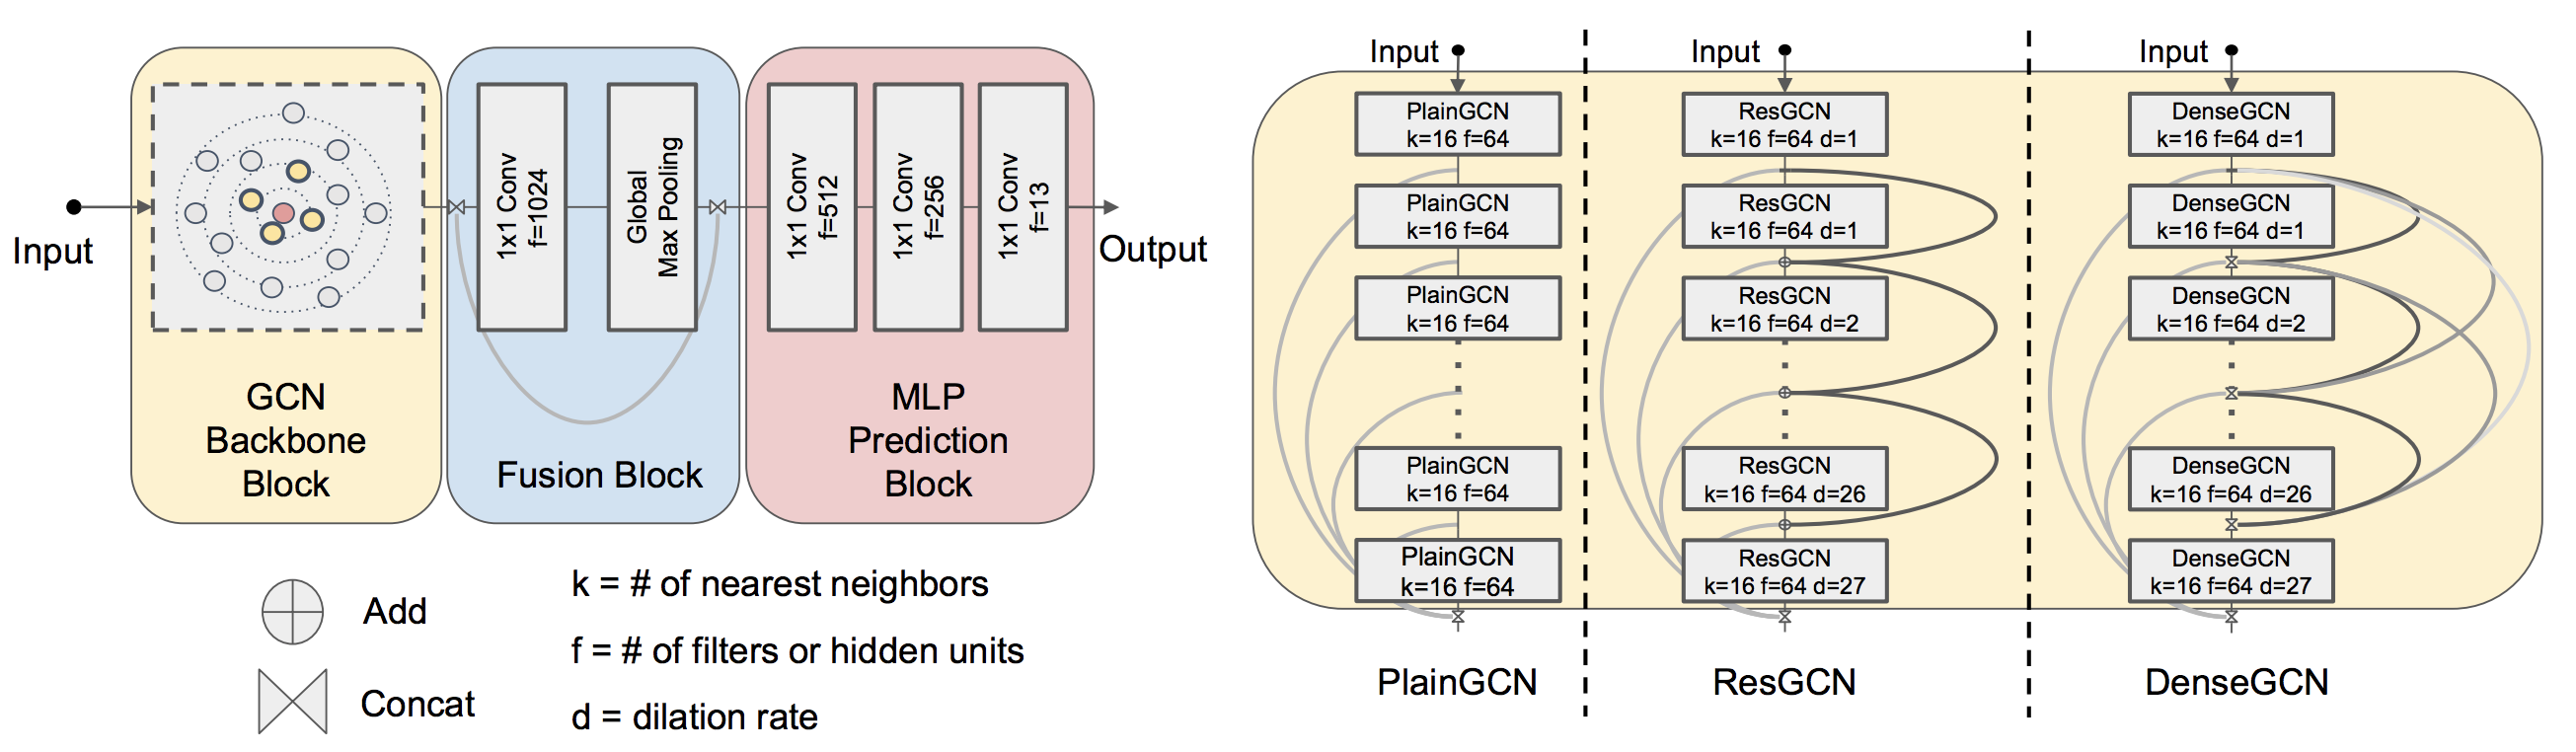 Input
1x1 Conv
f=1024
Global
Max Pooling
1x1 Conv
f=512
1x1 Conv
f=256
1x1 Conv
f=13
Output
GCN
Backbone
Block
Fusion Block
MLP
Prediction
Block
Add
Concat
k = # of nearest neighbors
f = # of filters or hidden units
d = dilation rate
Input
PlainGCN
k=16 f=64
PlainGCN
k=16 f=64
PlainGCN
k=16 f=64
PlainGCN
k=16 f=64
PlainGCN
k=16 f=64
PlainGCN
Input
ResGCN
k=16 f=64 d=1
ResGCN
k=16 f=64 d=1
ResGCN
k=16 f=64 d=2
ResGCN
k=16 f=64 d=26
ResGCN
k=16 f=64 d=27
ResGCN
Input
DenseGCN
k=16 f=64 d=1
DenseGCN
k=16 f=64 d=1
DenseGCN
k=16 f=64 d=2
DenseGCN
k=16 f=64 d=26
DenseGCN
k=16 f=64 d=27
DenseGCN